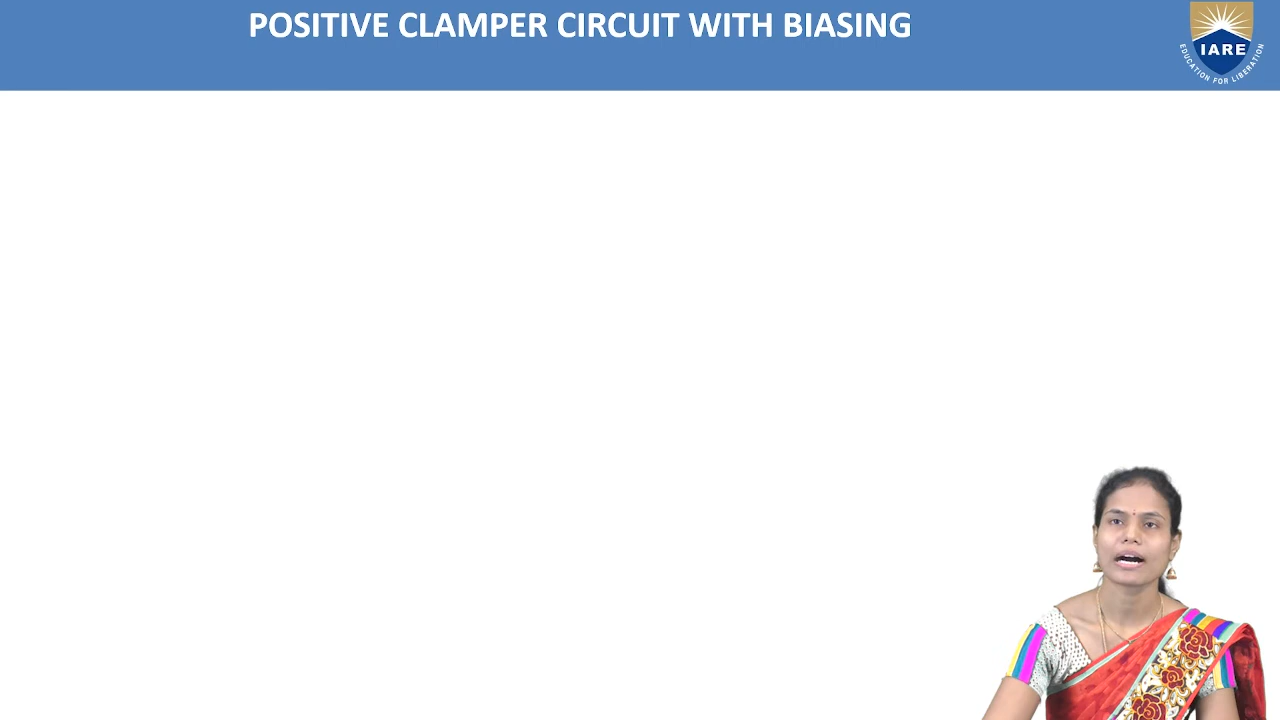 POSITIVE CLAMPER CIRCUIT WITH BIASING
IARE
EDUCATION FOR LIBERATION